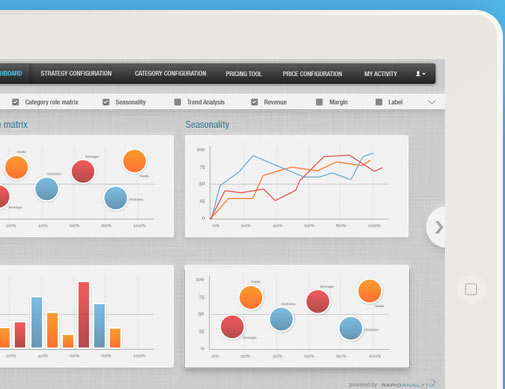 HBOARD STRATEGY CONFIGURATION CATEGORY CONFIGURATION PRICING TOOL PRICE CONFIGURATION MY ACTIVITY
Category role matrix Seasonality Trend Analysis Revenue Margin Label
e matrix
20% 40% 60% 80% 100%
Seasonality
100
75
50
25
0
0% 20% 40% 60% 80% 100%
20% 40% 60% 80% 100%
100
75
50
25
0
0% 20% 40% 60% 80% 100%
powered by RAPIDANALYTIX